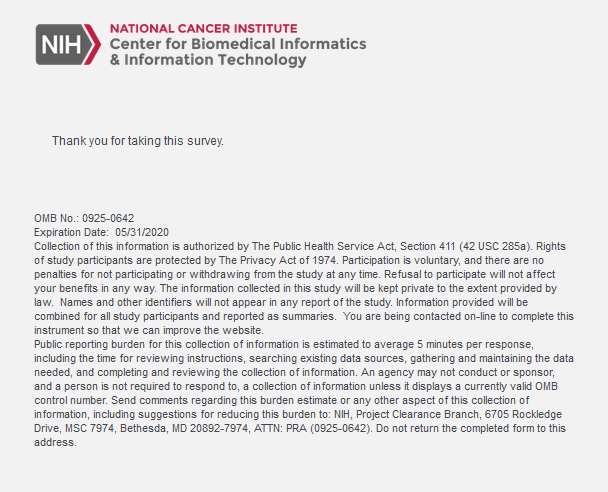 NIH
NATIONAL CANCER INSTITUTE
Center for Biomedical Informatics
& Information Technology
Thank you for taking this survey.
OMB No.: 0925-0642
Expiration Date:  05/31/2020
Collection of this information is authorized by The Public Health Service Act, Section 411 (42 USC 285a). Rights
of study participants are protected by The Privacy Act of 1974. Participation is voluntary, and there are no
penalties for not participating or withdrawing from the study at any time. Refusal to participate will not affect
your benefits in any way. The information collected in this study will be kept private to the extent provided by
law.  Names and other identifiers will not appear in any report of the study. Information provided will be
combined for all study participants and reported as summaries.  You are being contacted on-line to complete this
instrument so that we can improve the website.
Public reporting burden for this collection of information is estimated to average 5 minutes per response,
including the time for reviewing instructions, searching existing data sources, gathering and maintaining the data
needed, and completing and reviewing the collection of information. An agency may not conduct or sponsor,
and a person is not required to respond to, a collection of information unless it displays a currently valid OMB
control number. Send comments regarding this burden estimate or any other aspect of this collection of
information, including suggestions for reducing this burden to: NIH, Project Clearance Branch, 6705 Rockledge
Drive, MSC 7974, Bethesda, MD 20892-7974, ATTN: PRA (0925-0642). Do not return the completed form to this
address.